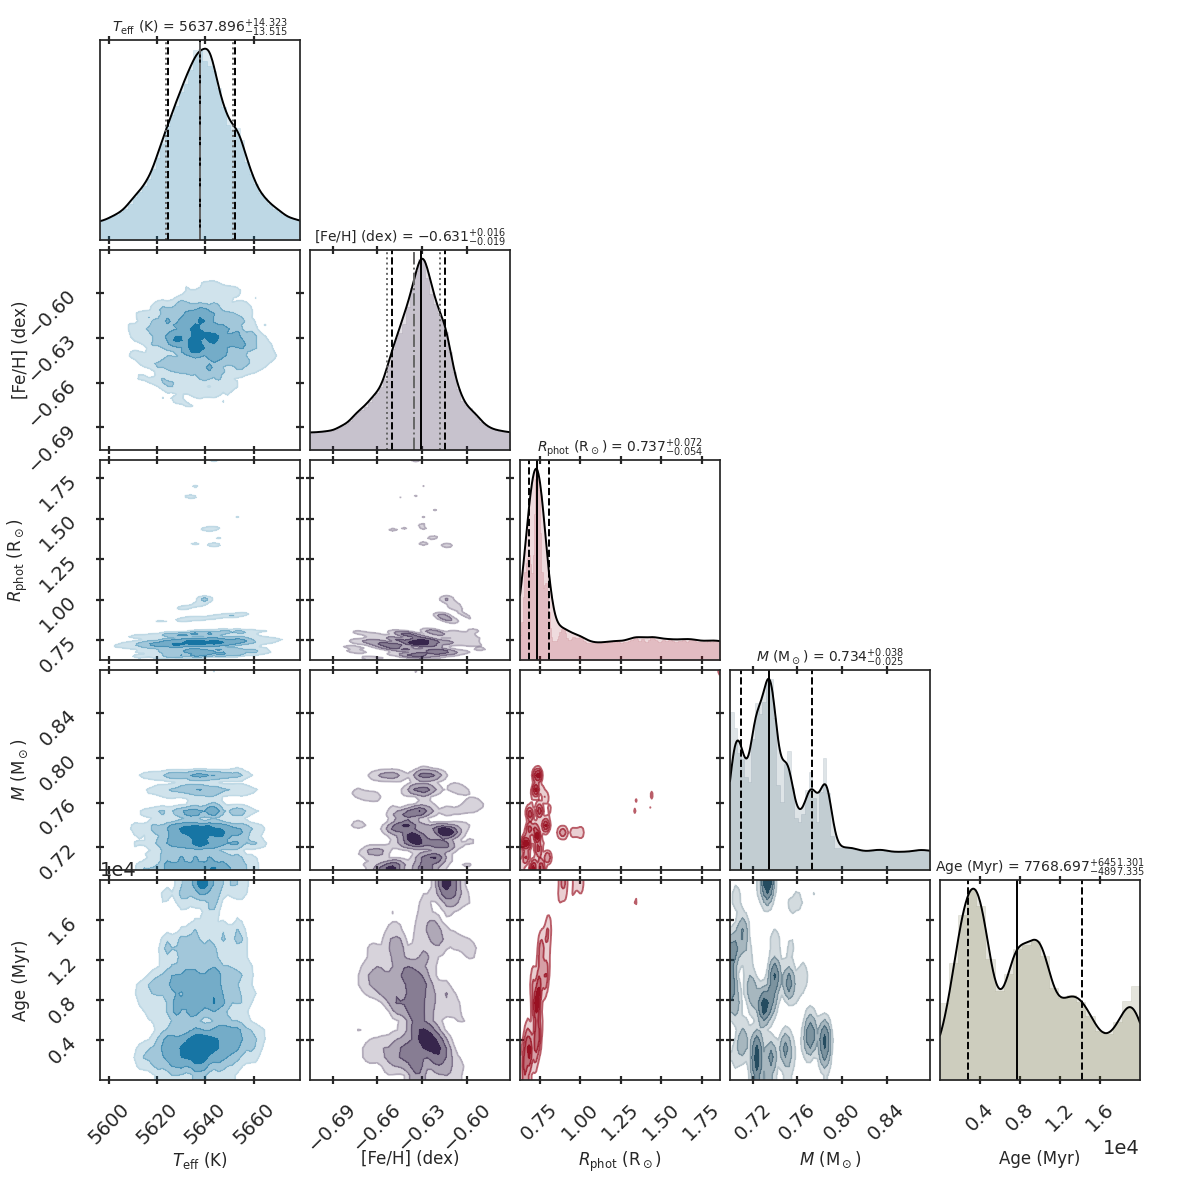 T_eff (K) = 5637.896 +14.323 −13.515
[Fe/H] (dex) = −0.631 +0.016 −0.019
[Fe/H] (dex)
−0.60
−0.63
−0.66
−0.69
R_phot (R⊙) = 0.737 +0.072 −0.054
R_phot (R⊙)
1.75
1.50
1.25
1.00
0.75
M (M⊙) = 0.734 +0.038 −0.025
M (M⊙)
0.84
0.80
0.76
0.72
1e4
Age (Myr) = 7768.697 +6451.301 −4897.335
Age (Myr)
1.6
1.2
0.8
0.4
5600 5620 5640 5660
−0.69 −0.66 −0.63 −0.60
0.75 1.00 1.25 1.50 1.75
0.72 0.76 0.80 0.84
0.4 0.8 1.2 1.6
1e4
T_eff (K)
[Fe/H] (dex)
R_phot (R⊙)
M (M⊙)
Age (Myr)